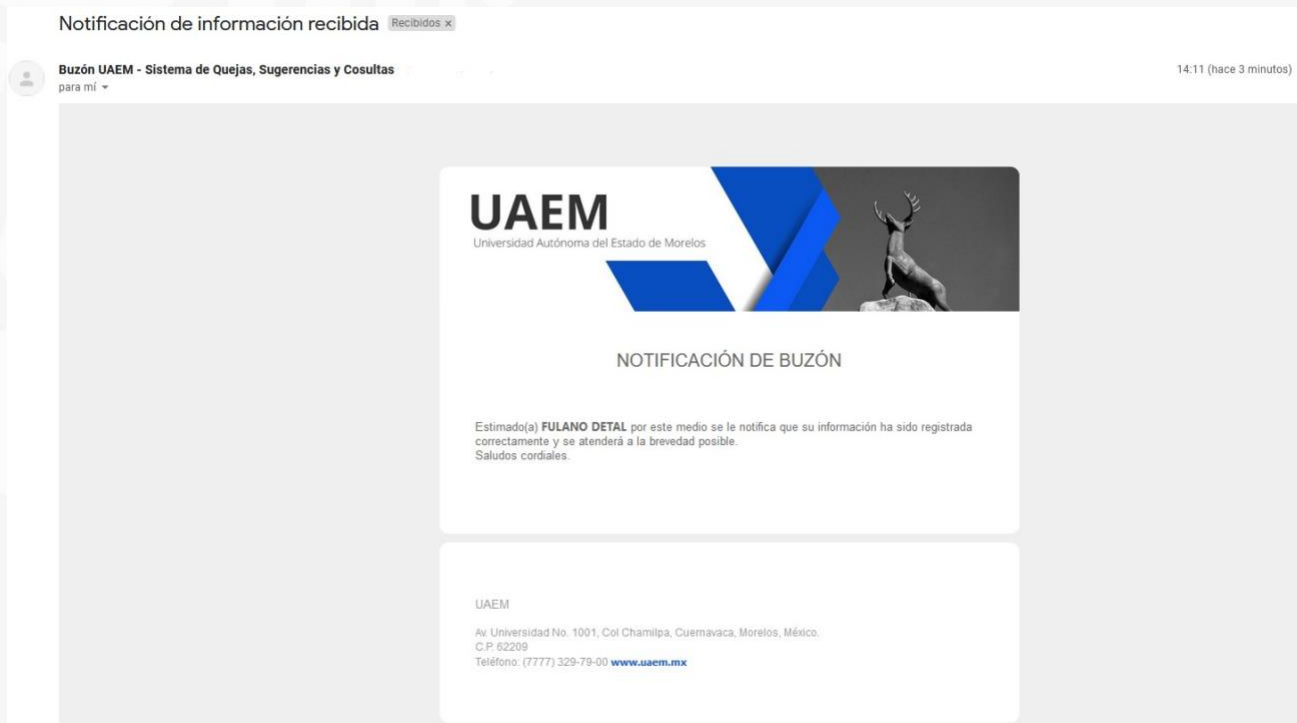 Notificación de información recibida Recibidos x
Buzón UAEM - Sistema de Quejas, Sugerencias y Cosultas
14:11 (hace 3 minutos)
para mí
UAEM
Universidad Autónoma del Estado de Morelos
NOTIFICACIÓN DE BUZÓN
Estimado(a) FULANO DETAL por este medio se le notifica que su información ha sido registrada
correctamente y se atenderá a la brevedad posible.
Saludos cordiales.
UAEM
Av. Universidad No. 1001, Col Chamilpa, Cuernavaca, Morelos, México.
C.P. 62209
Teléfono: (7777) 329-79-00 www.uaem.mx